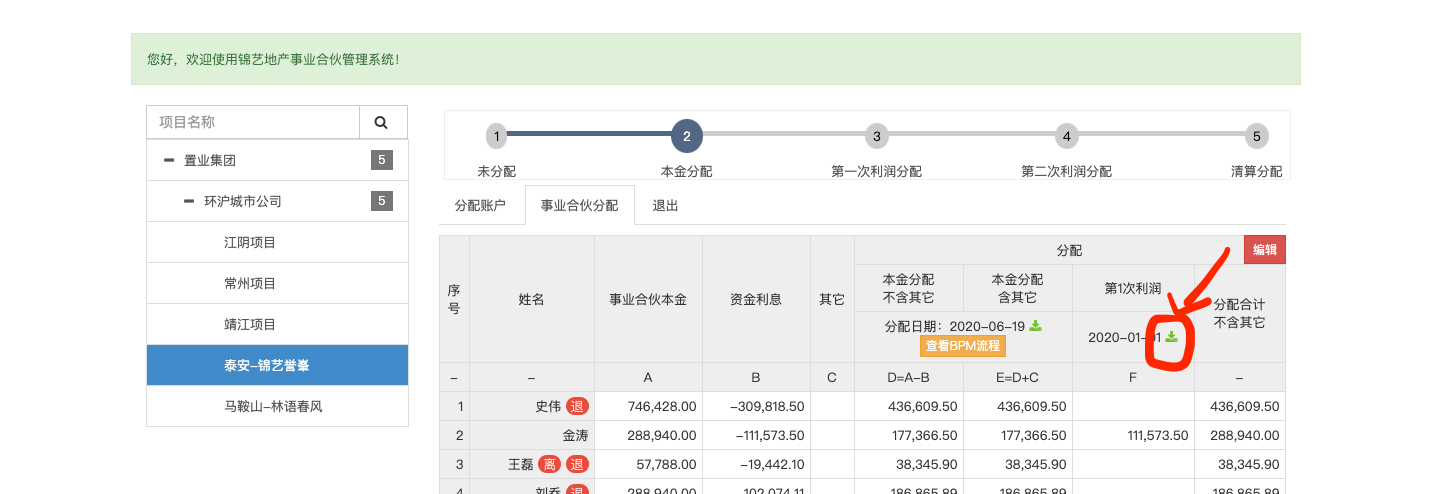 您好，欢迎使用锦艺地产事业合伙管理系统！
项目名称
置业集团 5
环沪城市公司 5
江阴项目
常州项目
靖江项目
泰安-锦艺誉峯
马鞍山-林语春风
1 2 3 4 5
未分配 本金分配 第一次利润分配 第二次利润分配 清算分配
分配账户 事业合伙分配 退出
分配 编辑
序号 姓名 事业合伙本金 资金利息 其它
本金分配 不含其它
本金分配 含其它
第1次利润
分配合计 不含其它
分配日期：2020-06-19
查看BPM流程
2020-01-01
- - A B C D=A-B E=D+C F -
1 史伟 退 746,428.00 -309,818.50 436,609.50 436,609.50 436,609.50
2 金涛 288,940.00 -111,573.50 177,366.50 177,366.50 111,573.50 288,940.00
3 王磊 离 退 57,788.00 -19,442.10 38,345.90 38,345.90 38,345.90
4 退 288,940.00 -102,074.11 186,865.89 186,865.89 186,865.89